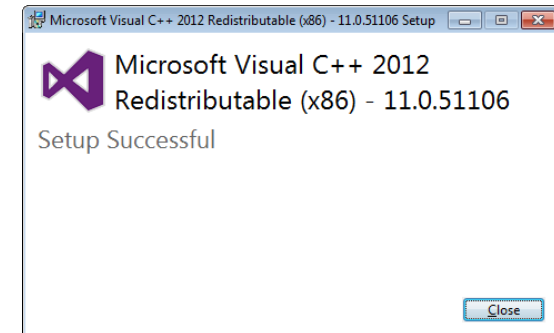 Microsoft Visual C++ 2012 Redistributable (x86) - 11.0.51106 Setup
Microsoft Visual C++ 2012
Redistributable (x86) - 11.0.51106
Setup Successful
Close